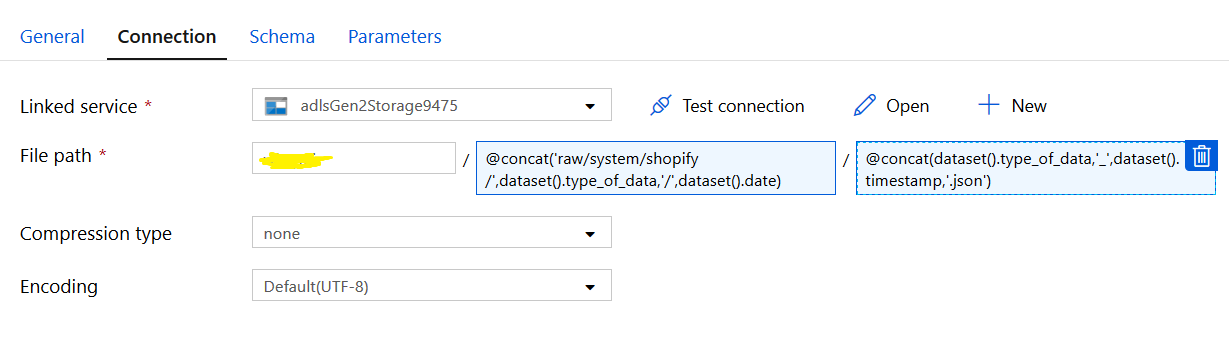 General Connection Schema Parameters
Linked service * adlsGen2Storage9475 Test connection Open New
File path * / @concat('raw/system/shopify / @concat(dataset().type_of_data,'_',dataset().
/',dataset().type_of_data,'/',dataset().date) timestamp,'.json')
Compression type none
Encoding Default(UTF-8)